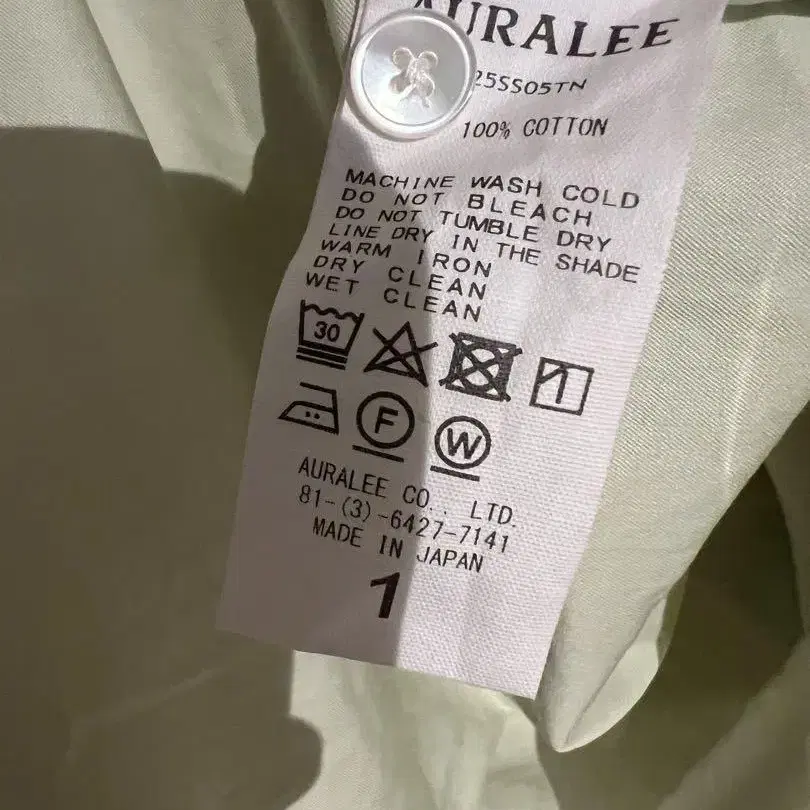 AURALEE
25SS05TN
100% COTTON
MACHINE WASH COLD
DO NOT BLEACH
DO NOT TUMBLE DRY
LINE DRY IN THE SHADE
WARM IRON
DRY CLEAN
WET CLEAN
30
F
W
AURALEE CO., LTD.
81-(3)-6427-7141
MADE IN JAPAN
1